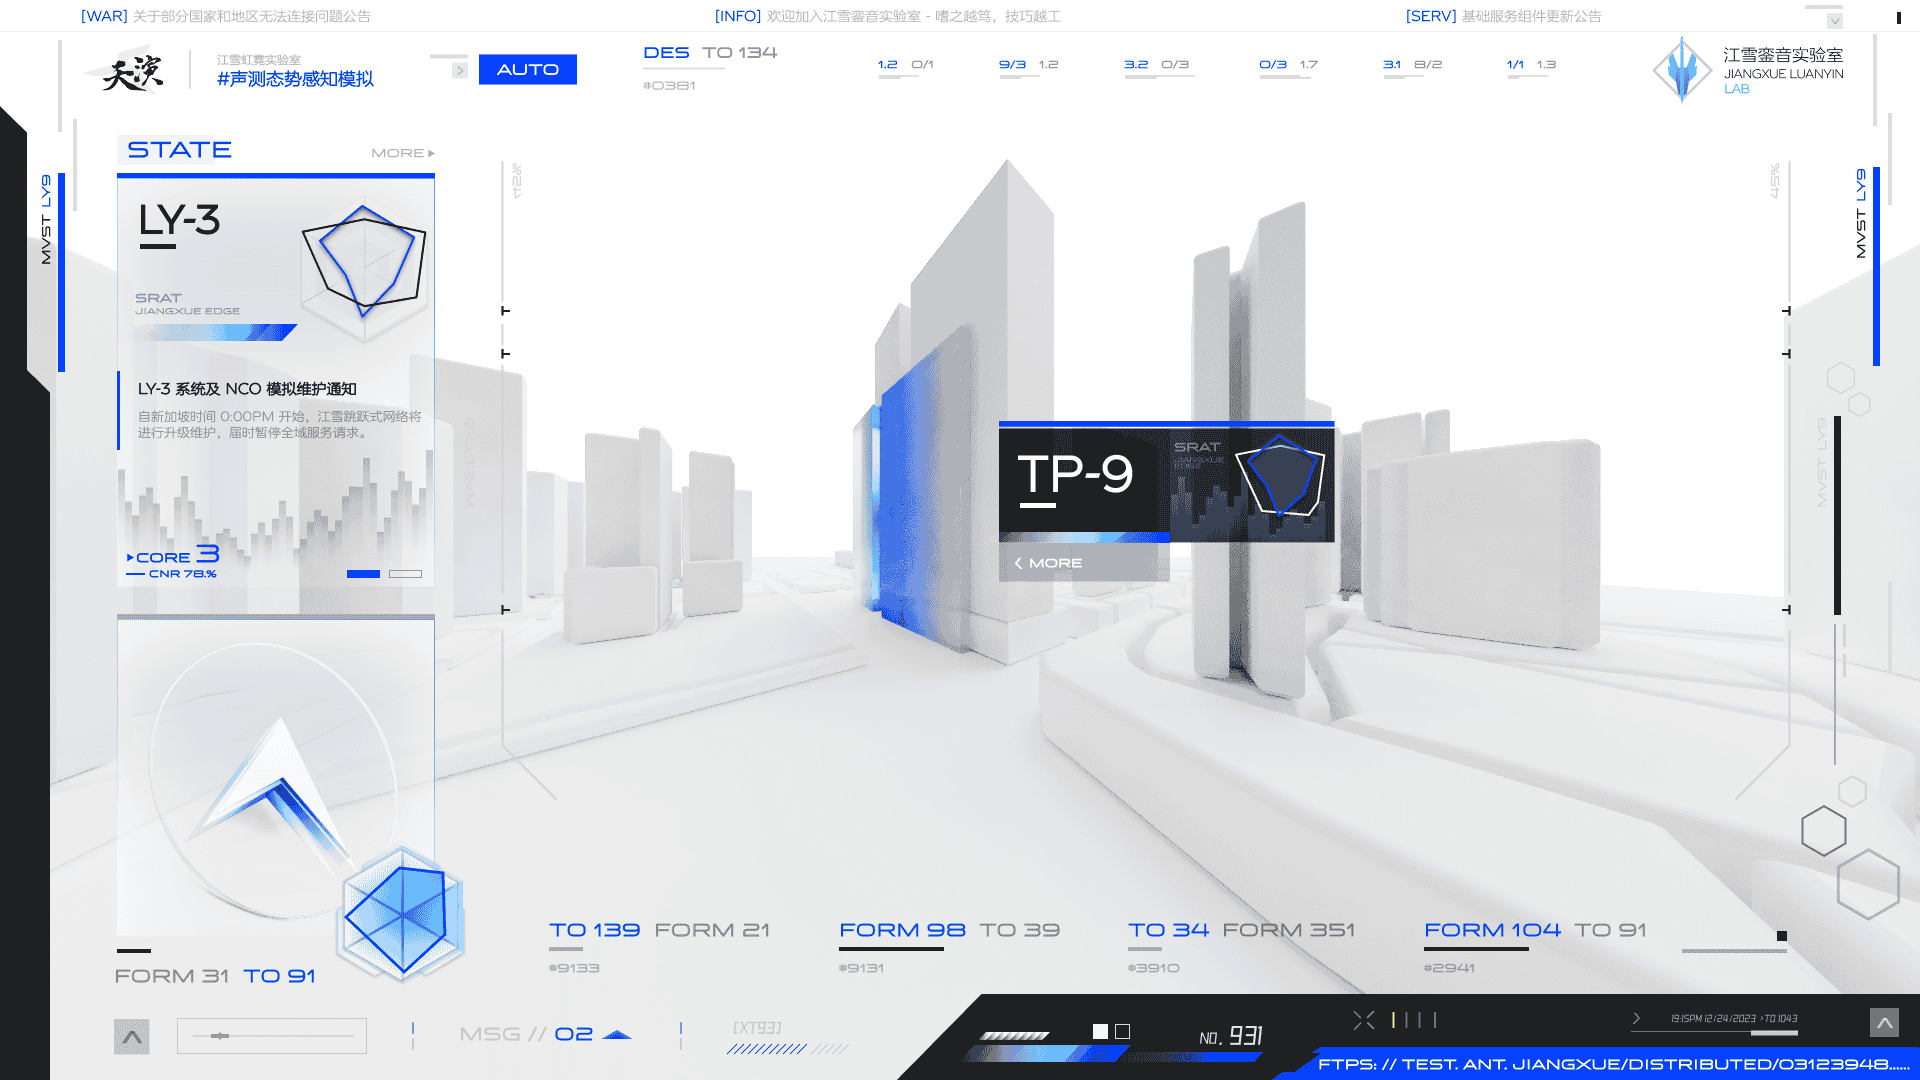 [WAR] 关于部分国家和地区无法连接问题公告
[INFO] 欢迎加入江雪銮音实验室 - 嗜之越笃，技巧越工
[SERV] 基础服务组件更新公告
天演
江雪虹霓实验室
#声测态势感知模拟
AUTO
DES TO 134
#0381
1.2 0/1
9/3 1.2
3.2 0/3
0/3 1.7
3.1 8/2
1/1 1.3
江雪銮音实验室
JIANGXUE LUANYIN
LAB
MVST LY9
STATE
MORE
LY-3
SRAT
JIANGXUE EDGE
LY-3 系统及 NCO 模拟维护通知
自新加坡时间 0:00PM 开始，江雪跳跃式网络将
进行升级维护，届时暂停全域服务请求。
CORE 3
CNR 78.%
42%
MVST LY9
TP-9
SRAT
JIANGXUE
EDGE
MORE
45%
MVST LY9
MVST LY9
FORM 31 TO 91
TO 139 FORM 21
#9133
FORM 98 TO 39
#9131
TO 34 FORM 351
#3910
FORM 104 TO 91
#2941
MSG // 02
[XT93]
NO. 931
19:15PM 12/24/2023 >TO 1043
FTPS: // TEST. ANT. JIANGXUE/DISTRIBUTED/03123948......